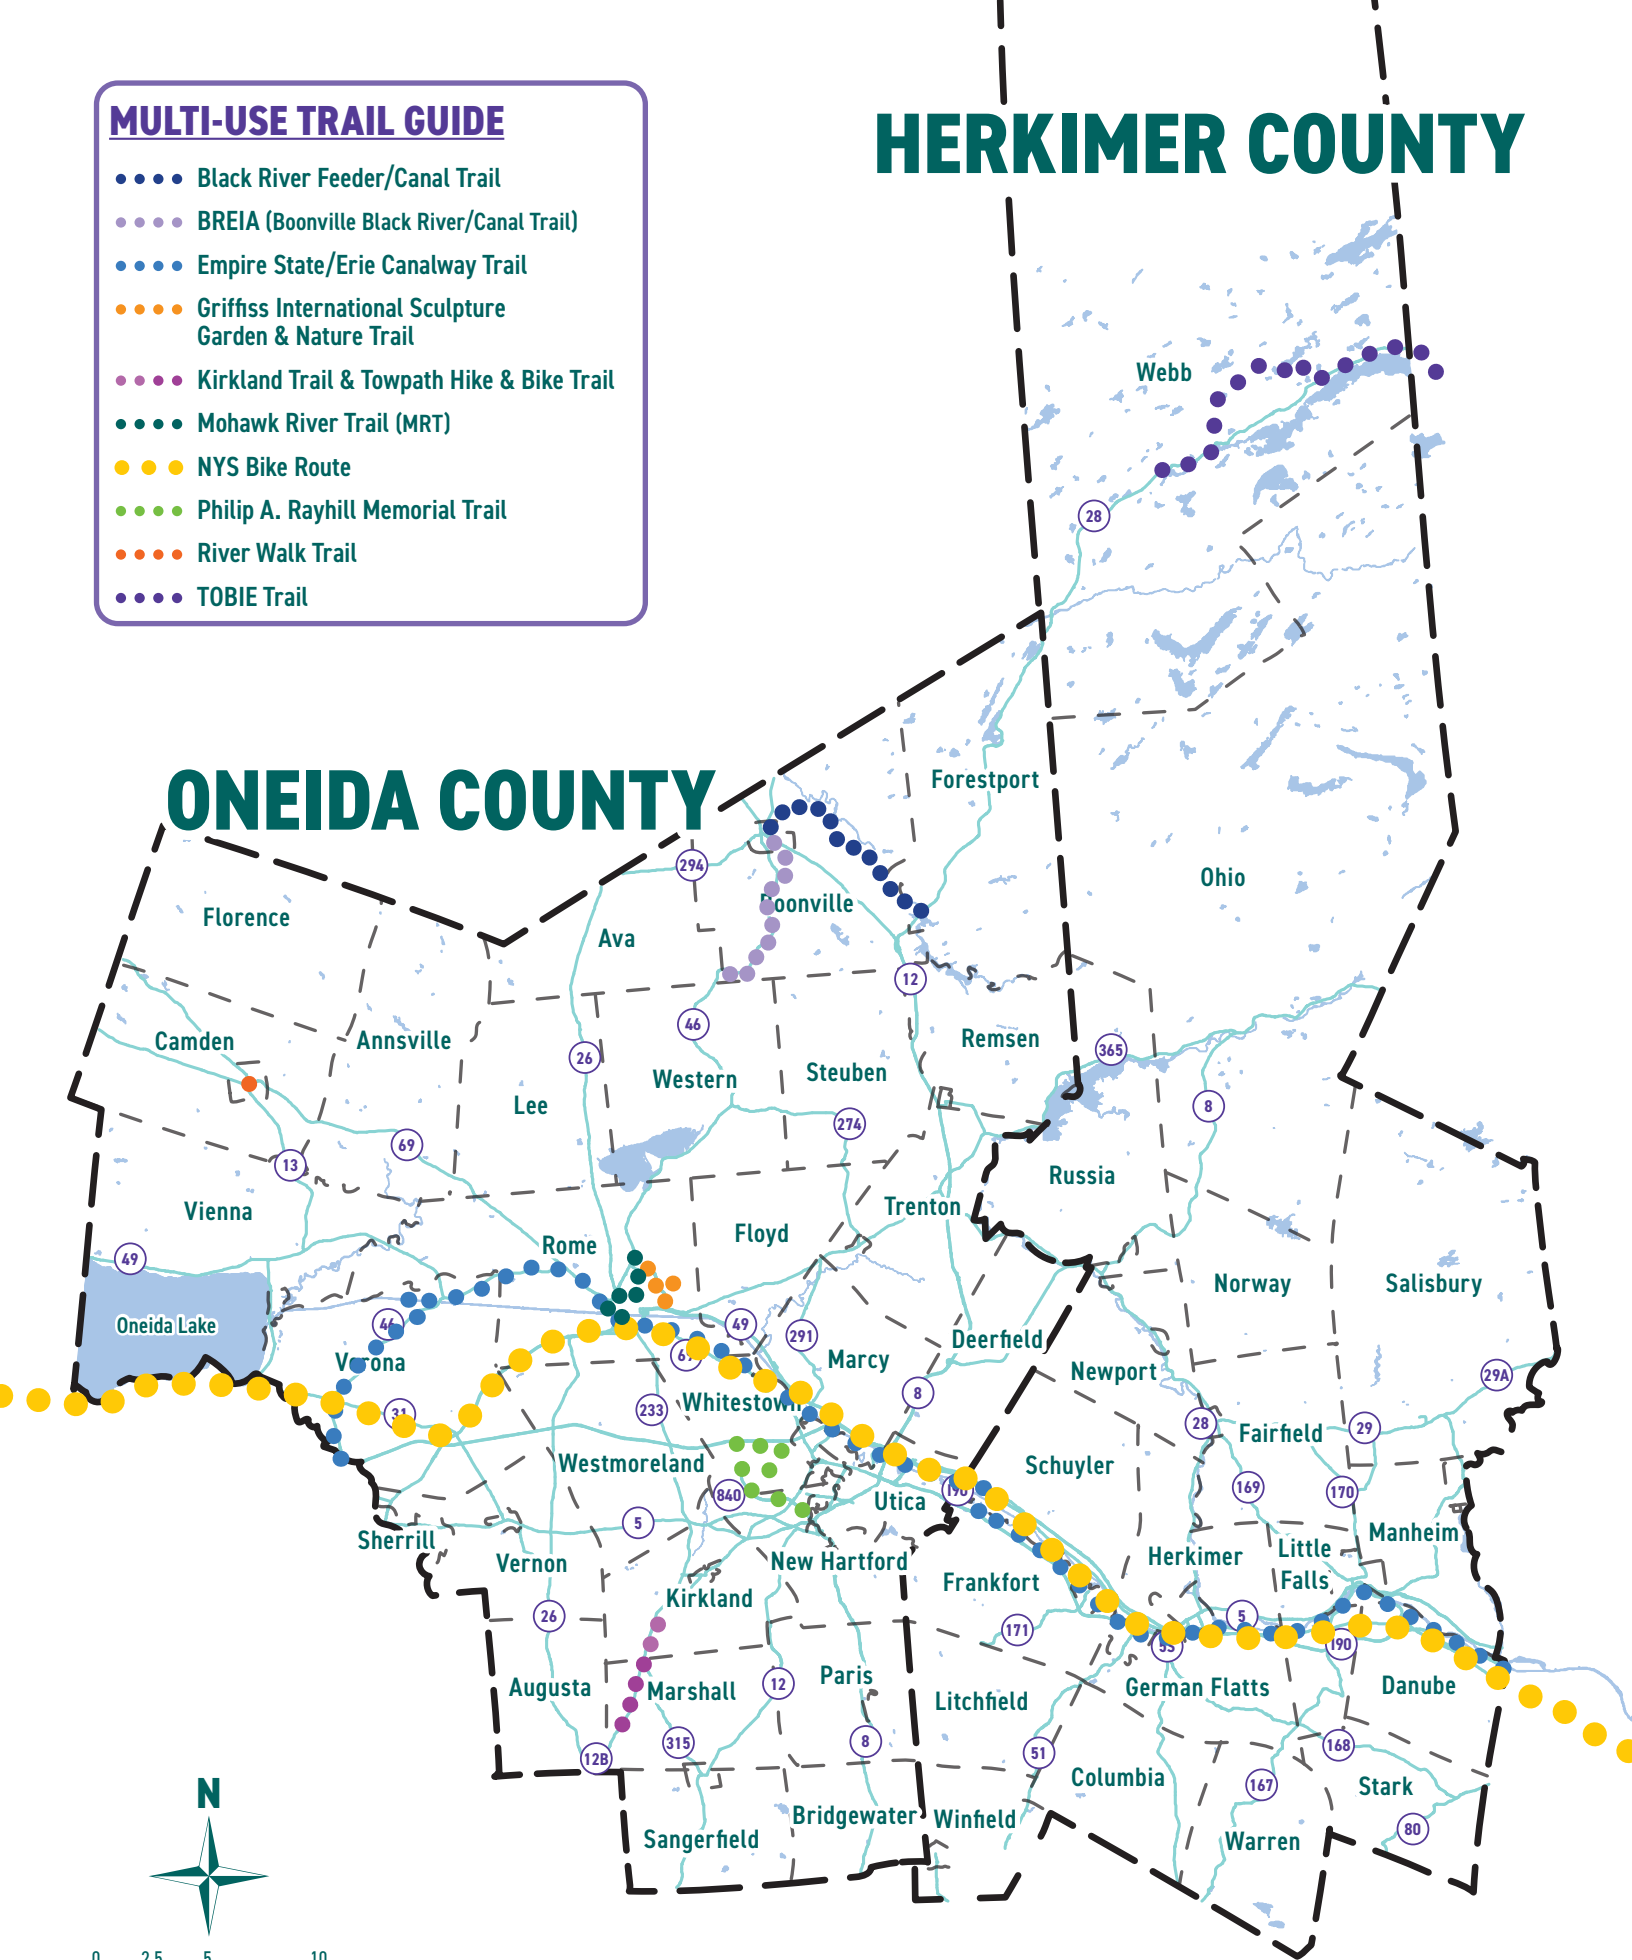 MULTI-USE TRAIL GUIDE
Black River Feeder/Canal Trail
BREIA (Boonville Black River/Canal Trail)
Empire State/Erie Canalway Trail
Griffiss International Sculpture
Garden & Nature Trail
Kirkland Trail & Towpath Hike & Bike Trail
Mohawk River Trail (MRT)
NYS Bike Route
Philip A. Rayhill Memorial Trail
River Walk Trail
TOBIE Trail
HERKIMER COUNTY
Webb
28
ONEIDA COUNTY
Forestport
294
Ohio
Florence
Boonville
Ava
12
46
Camden
Annsville
Remsen
365
26
Western
Steuben
Lee
8
274
69
13
Russia
Vienna
Trenton
Floyd
49
Rome
Norway
Salisbury
Oneida Lake
46
49
291
Deerfield
69
Verona
Marcy
Newport
29A
8
Whitestown
31
233
28
Fairfield
29
Westmoreland
Schuyler
840
Utica
169
170
5
Sherrill
Manheim
Vernon
New Hartford
Herkimer
Little
Falls
Frankfort
Kirkland
26
171
5
Augusta
Marshall
12
Paris
German Flatts
Danube
Litchfield
12B
315
8
51
168
Columbia
167
Stark
Bridgewater
Winfield
80
Sangerfield
Warren
N
0 2.5 5 10